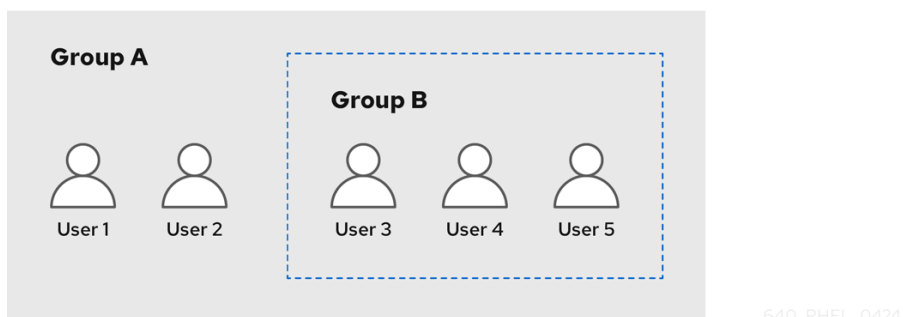 Group A
Group B
User 1
User 2
User 3
User 4
User 5
640_RHEL_0424